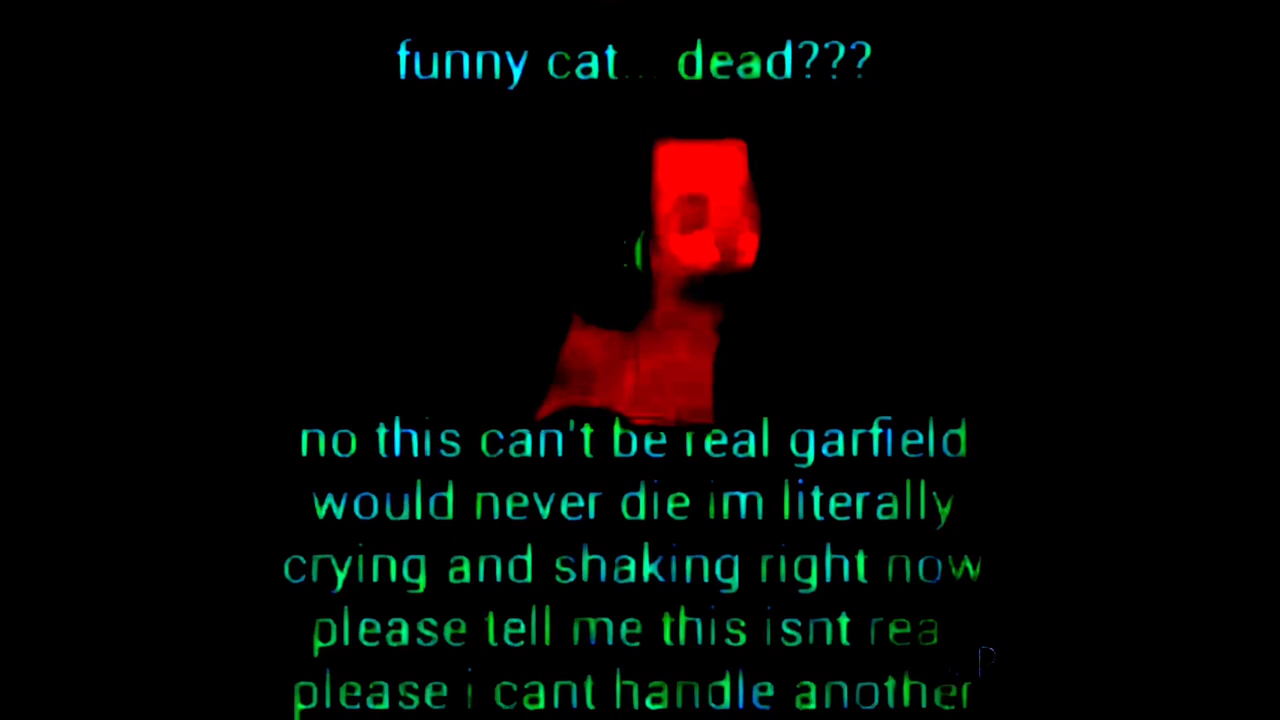 funny cat... dead???
:(
no this can't be real garfield
would never die im literally
crying and shaking right now
please tell me this isnt rea
please i cant handle another
P